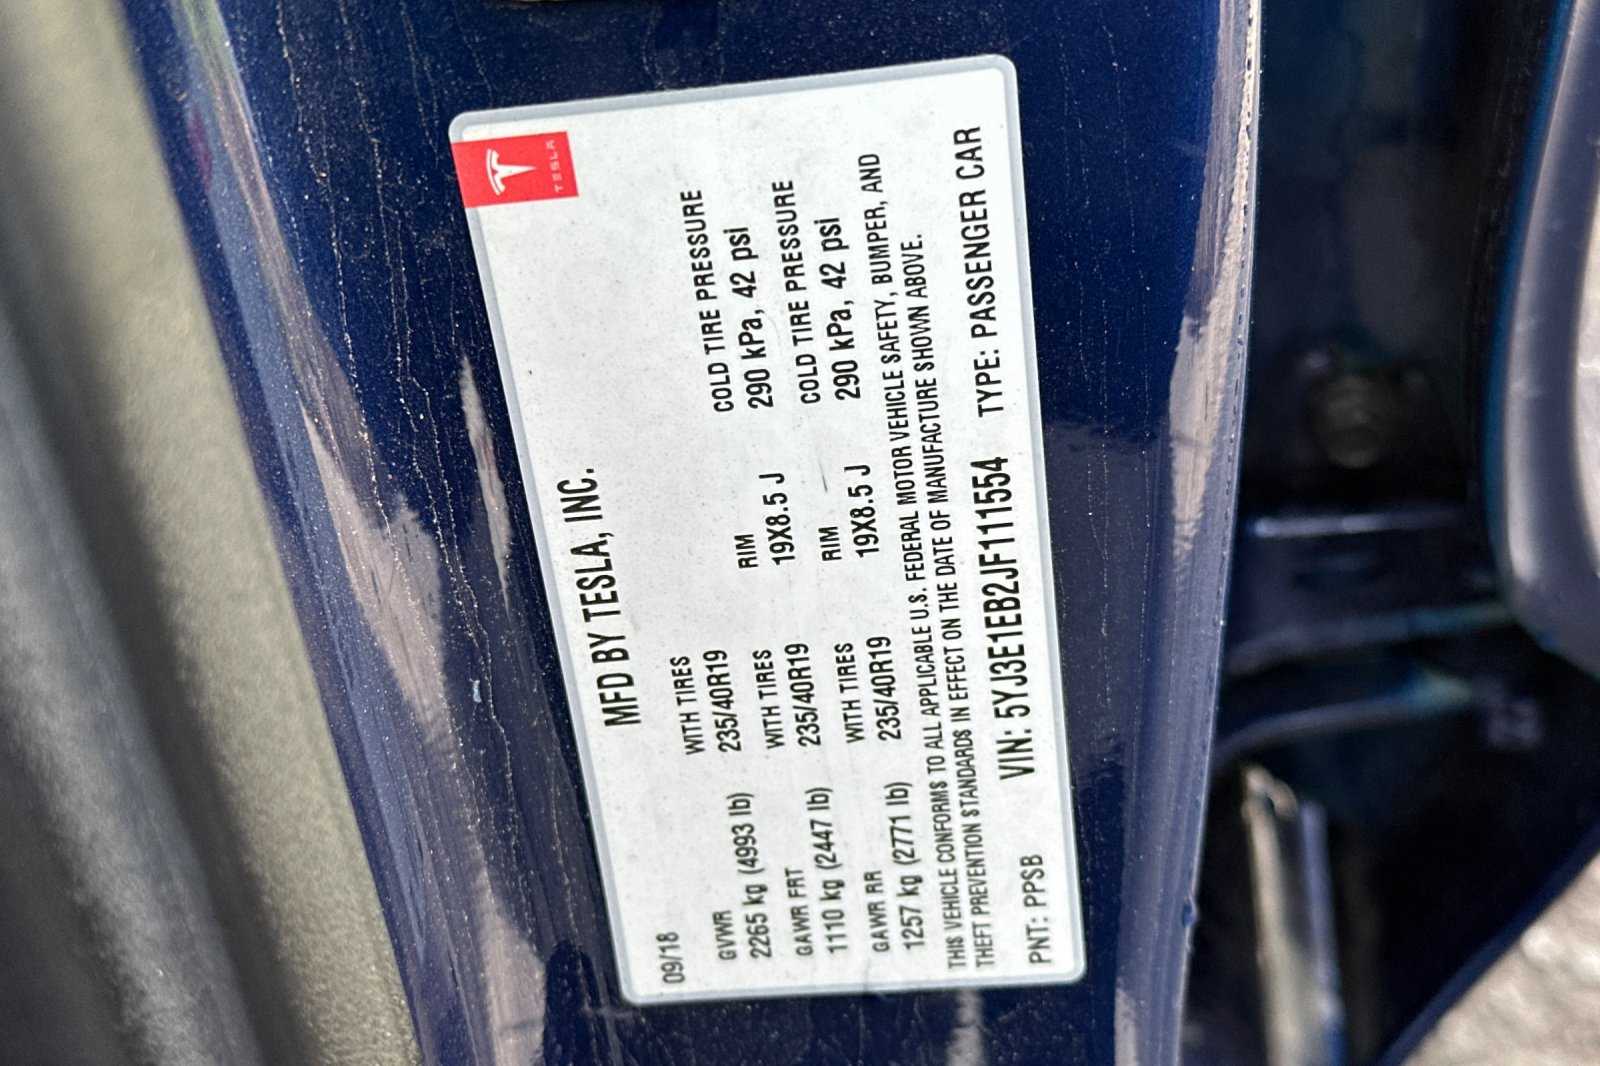 TESLA
MFD BY TESLA, INC.
09/18
GVWR WITH TIRES RIM COLD TIRE PRESSURE
2265 kg (4993 lb) 235/40R19 19X8.5 J 290 kPa, 42 psi
GAWR FRT WITH TIRES RIM COLD TIRE PRESSURE
1110 kg (2447 lb) 235/40R19 19X8.5 J 290 kPa, 42 psi
GAWR RR WITH TIRES
1257 kg (2771 lb) 235/40R19
THIS VEHICLE CONFORMS TO ALL APPLICABLE U.S. FEDERAL MOTOR VEHICLE SAFETY, BUMPER, AND
THEFT PREVENTION STANDARDS IN EFFECT ON THE DATE OF MANUFACTURE SHOWN ABOVE.
PNT: PPSB VIN: 5YJ3E1EB2JF111554 TYPE: PASSENGER CAR